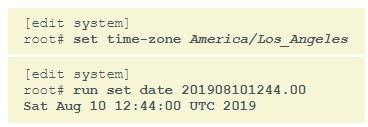 [edit system]
root# set time-zone America/Los_Angeles
[edit system]
root# run set date 201908101244.00
Sat Aug 10 12:44:00 UTC 2019